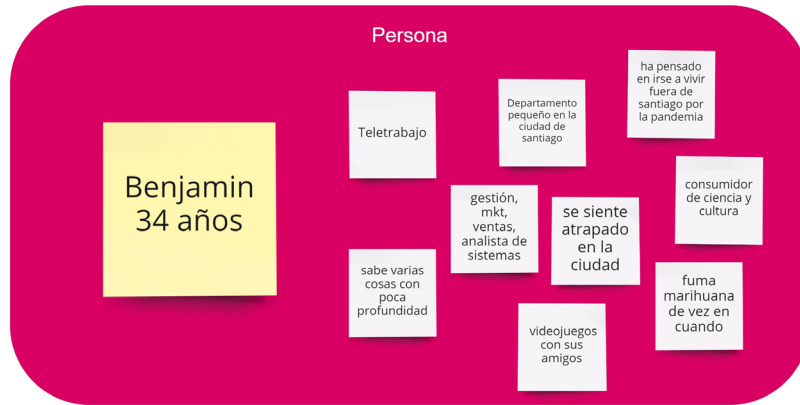 Persona
Benjamin
34 años
Teletrabajo
Departamento
pequeño en la
ciudad de
santiago
ha pensado
en irse a vivir
fuera de
santiago por
la pandemia
gestión,
mkt,
ventas,
analista de
sistemas
se siente
atrapado
en la
ciudad
consumidor
de ciencia y
cultura
sabe varias
cosas con
poca
profundidad
videojuegos
con sus
amigos
fuma
marihuana
de vez en
cuando